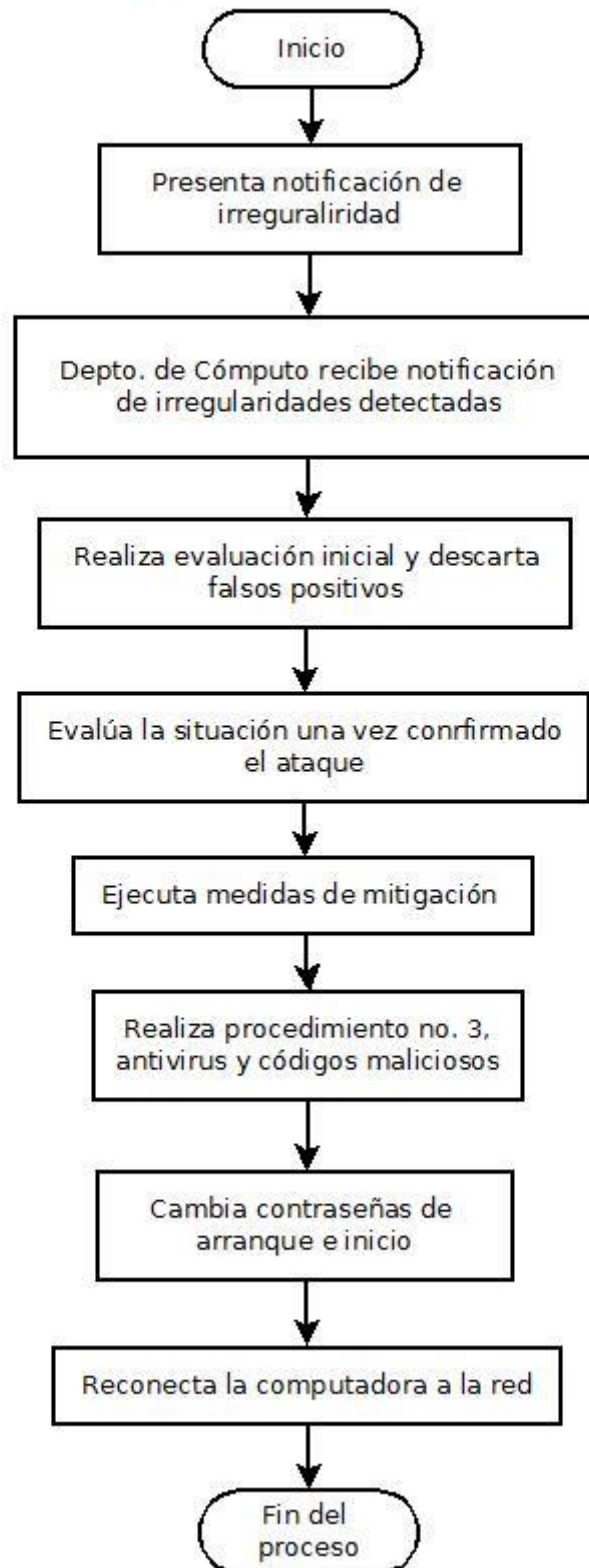 Inicio
Presenta notificación de
irreguraliridad
Depto. de Cómputo recibe notificación
de irregularidades detectadas
Realiza evaluación inicial y descarta
falsos positivos
Evalúa la situación una vez conrfirmado
el ataque
Ejecuta medidas de mitigación
Realiza procedimiento no. 3,
antivirus y códigos maliciosos
Cambia contraseñas de
arranque e inicio
Reconecta la computadora a la red
Fin del
proceso